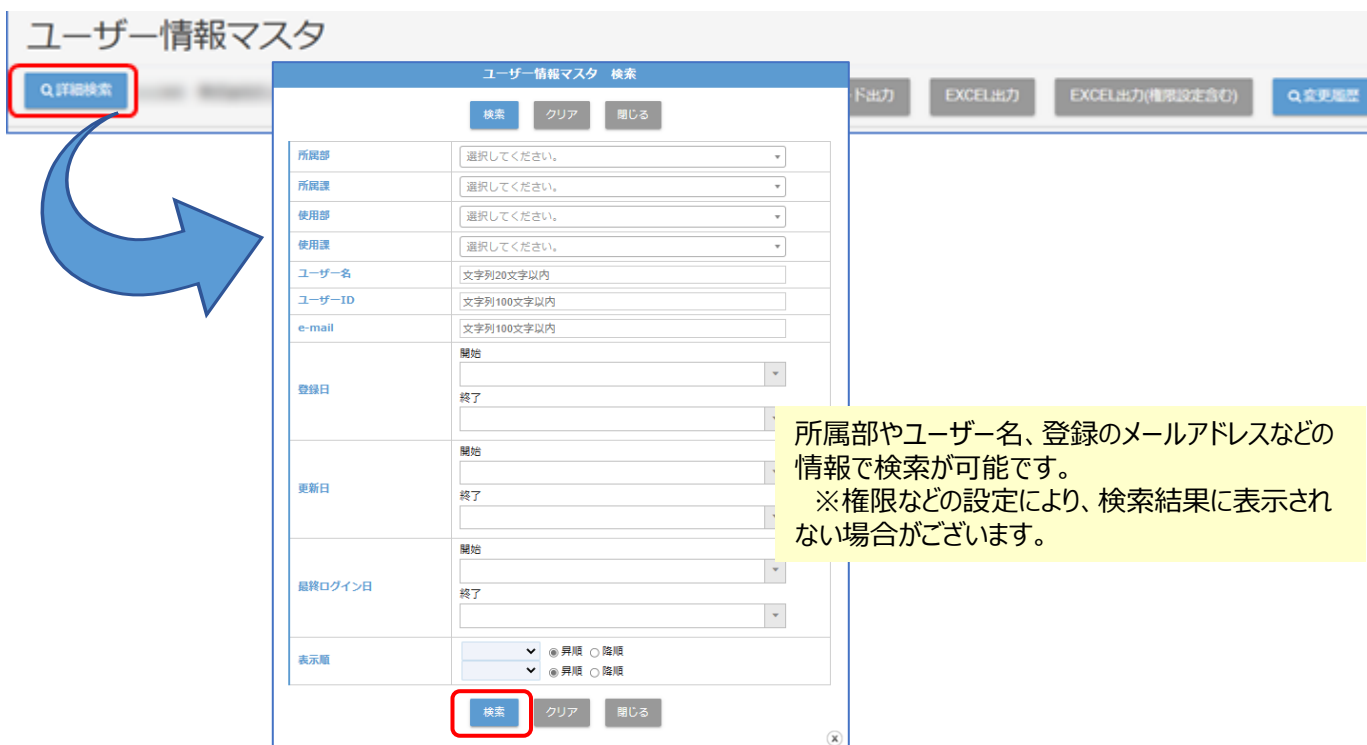 ユーザー情報マスタ
詳細検索
ド出力
EXCEL出力
EXCEL出力(権限設定含む)
変更履歴
ユーザー情報マスタ 検索
検索 クリア 閉じる
所属部 選択してください。
所属課 選択してください。
使用部 選択してください。
使用課 選択してください。
ユーザー名 文字列20文字以内
ユーザーID 文字列100文字以内
e-mail 文字列100文字以内
登録日
開始
終了
更新日
開始
終了
最終ログイン日
開始
終了
表示順
昇順 降順
昇順 降順
検索 クリア 閉じる
所属部やユーザー名、登録のメールアドレスなどの
情報で検索が可能です。
※権限などの設定により、検索結果に表示され
ない場合がございます。